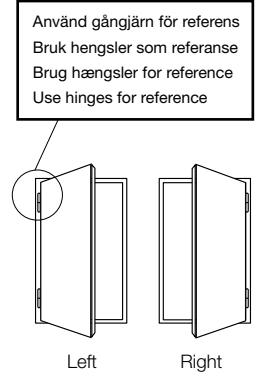 Använd gångjärn för referens
Bruk hengsler som referanse
Brug hængsler for reference
Use hinges for reference
Left Right